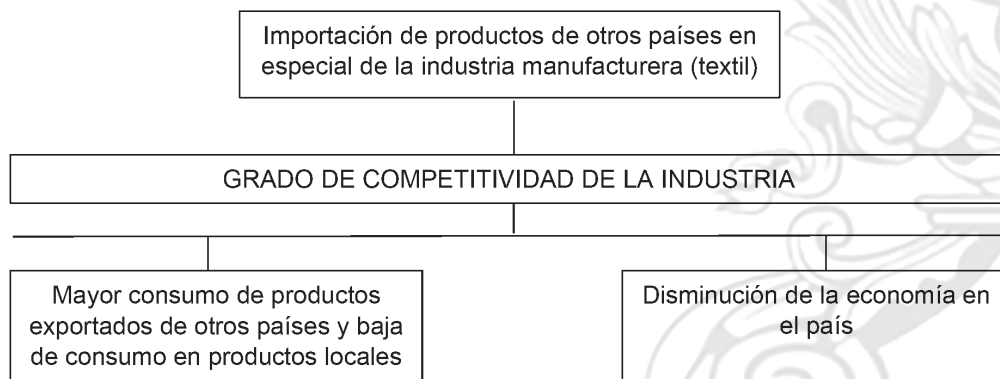 Importación de productos de otros países en
especial de la industria manufacturera (textil)
GRADO DE COMPETITIVIDAD DE LA INDUSTRIA
Mayor consumo de productos
exportados de otros países y baja
de consumo en productos locales
Disminución de la economía en
el país